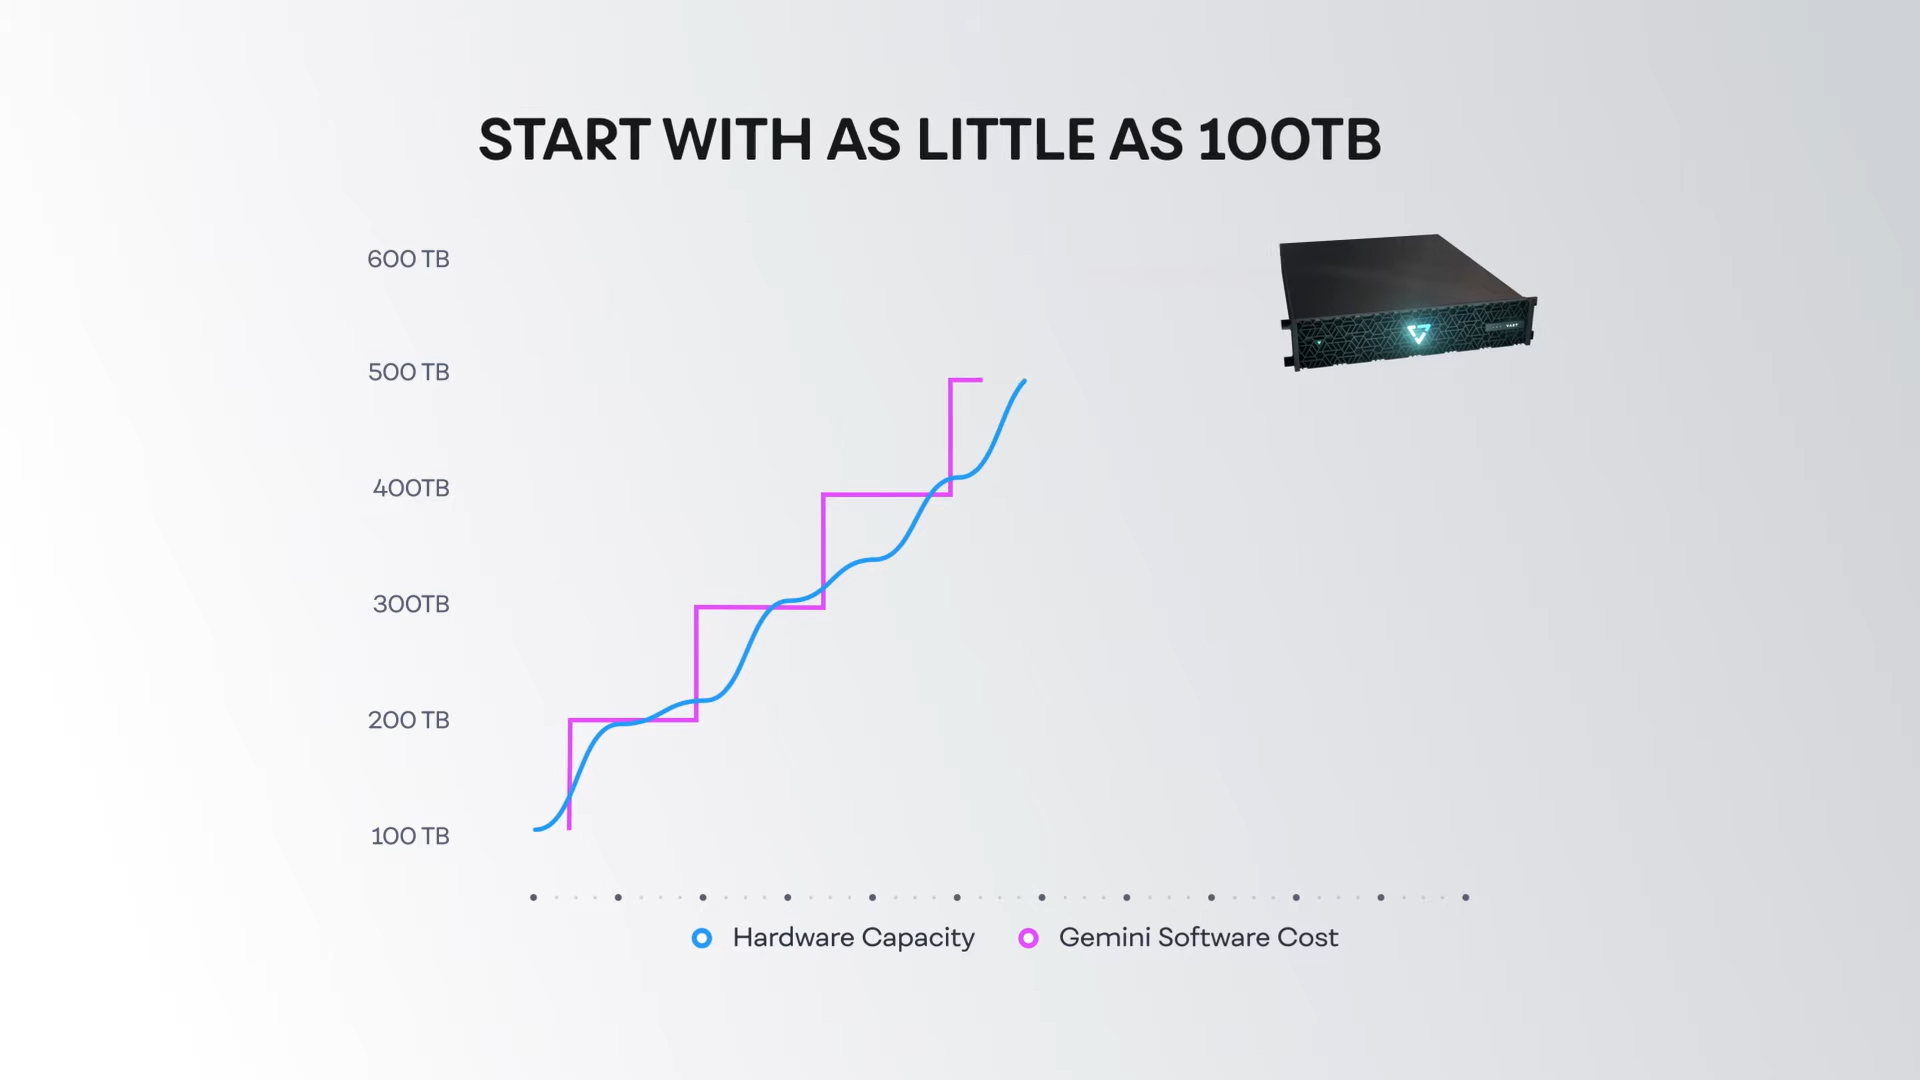 START WITH AS LITTLE AS 100TB
600 TB
500 TB
400TB
300TB
200 TB
100 TB
Hardware Capacity
Gemini Software Cost